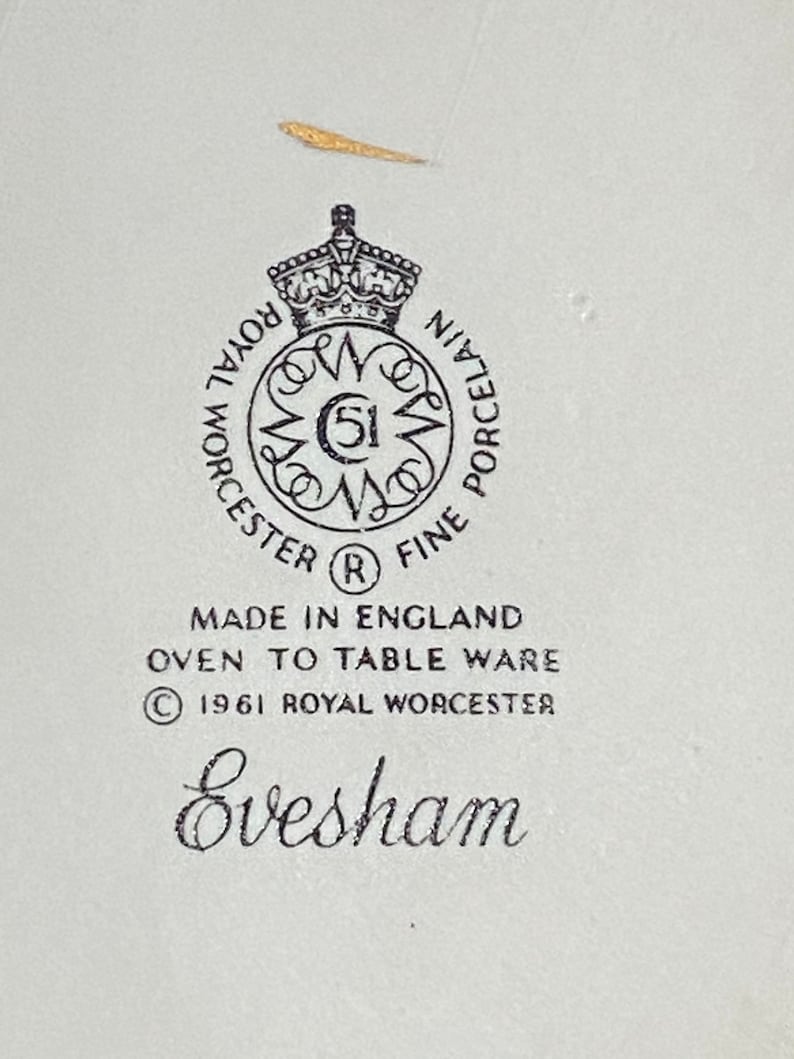 ROYAL WORCESTER ® FINE PORCELAIN
C51
MADE IN ENGLAND
OVEN TO TABLE WARE
© 1961 ROYAL WORCESTER
Evesham